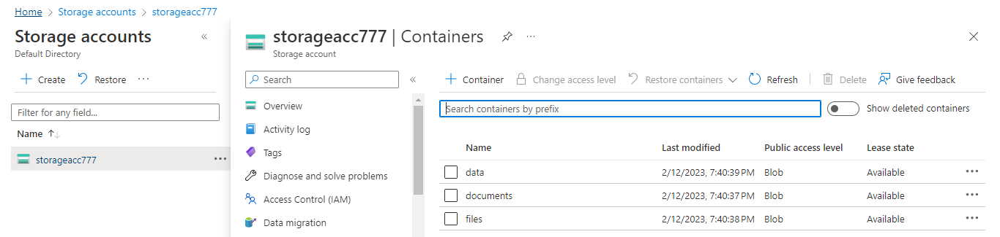 Home > Storage accounts > storageacc777
Storage accounts «
Default Directory
+ Create Restore ...
Filter for any field...
Name ↑↓
storageacc777 ...
storageacc777 | Containers ...
Storage account
Search «
Overview
Activity log
Tags
Diagnose and solve problems
Access Control (IAM)
Data migration
+ Container Change access level Restore containers Refresh Delete Give feedback
Search containers by prefix Show deleted containers
Name Last modified Public access level Lease state
data 2/12/2023, 7:40:39 PM Blob Available ...
documents 2/12/2023, 7:40:37 PM Blob Available ...
files 2/12/2023, 7:40:38 PM Blob Available ...